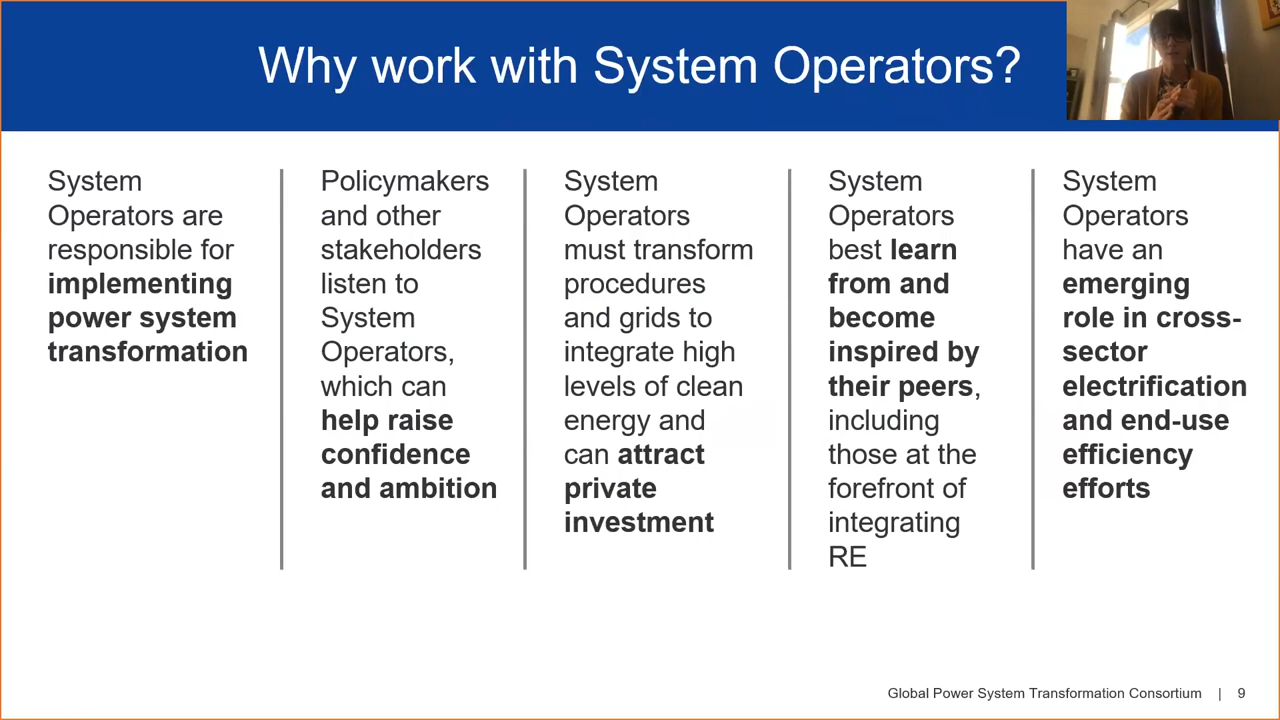 Why work with System Operators?
System
Operators are
responsible for
implementing
power system
transformation
Policymakers
and other
stakeholders
listen to
System
Operators,
which can
help raise
confidence
and ambition
System
Operators
must transform
procedures
and grids to
integrate high
levels of clean
energy and
can attract
private
investment
System
Operators
best learn
from and
become
inspired by
their peers,
including
those at the
forefront of
integrating
RE
System
Operators
have an
emerging
role in cross-
sector
electrification
and end-use
efficiency
efforts
Global Power System Transformation Consortium | 9